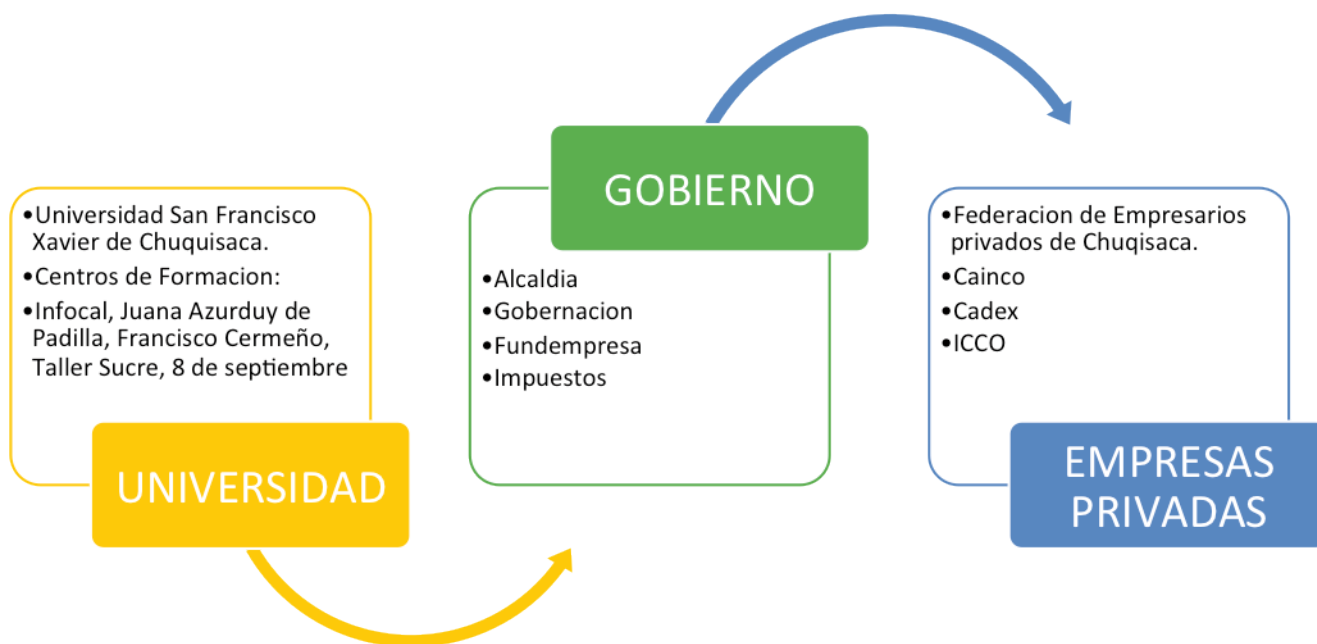 •Universidad San Francisco
Xavier de Chuquisaca.
•Centros de Formacion:
•Infocal, Juana Azurduy de
Padilla, Francisco Cermeño,
Taller Sucre, 8 de septiembre
UNIVERSIDAD
GOBIERNO
•Alcaldia
•Gobernacion
•Fundempresa
•Impuestos
•Federacion de Empresarios
privados de Chuqisaca.
•Cainco
•Cadex
•ICCO
EMPRESAS
PRIVADAS